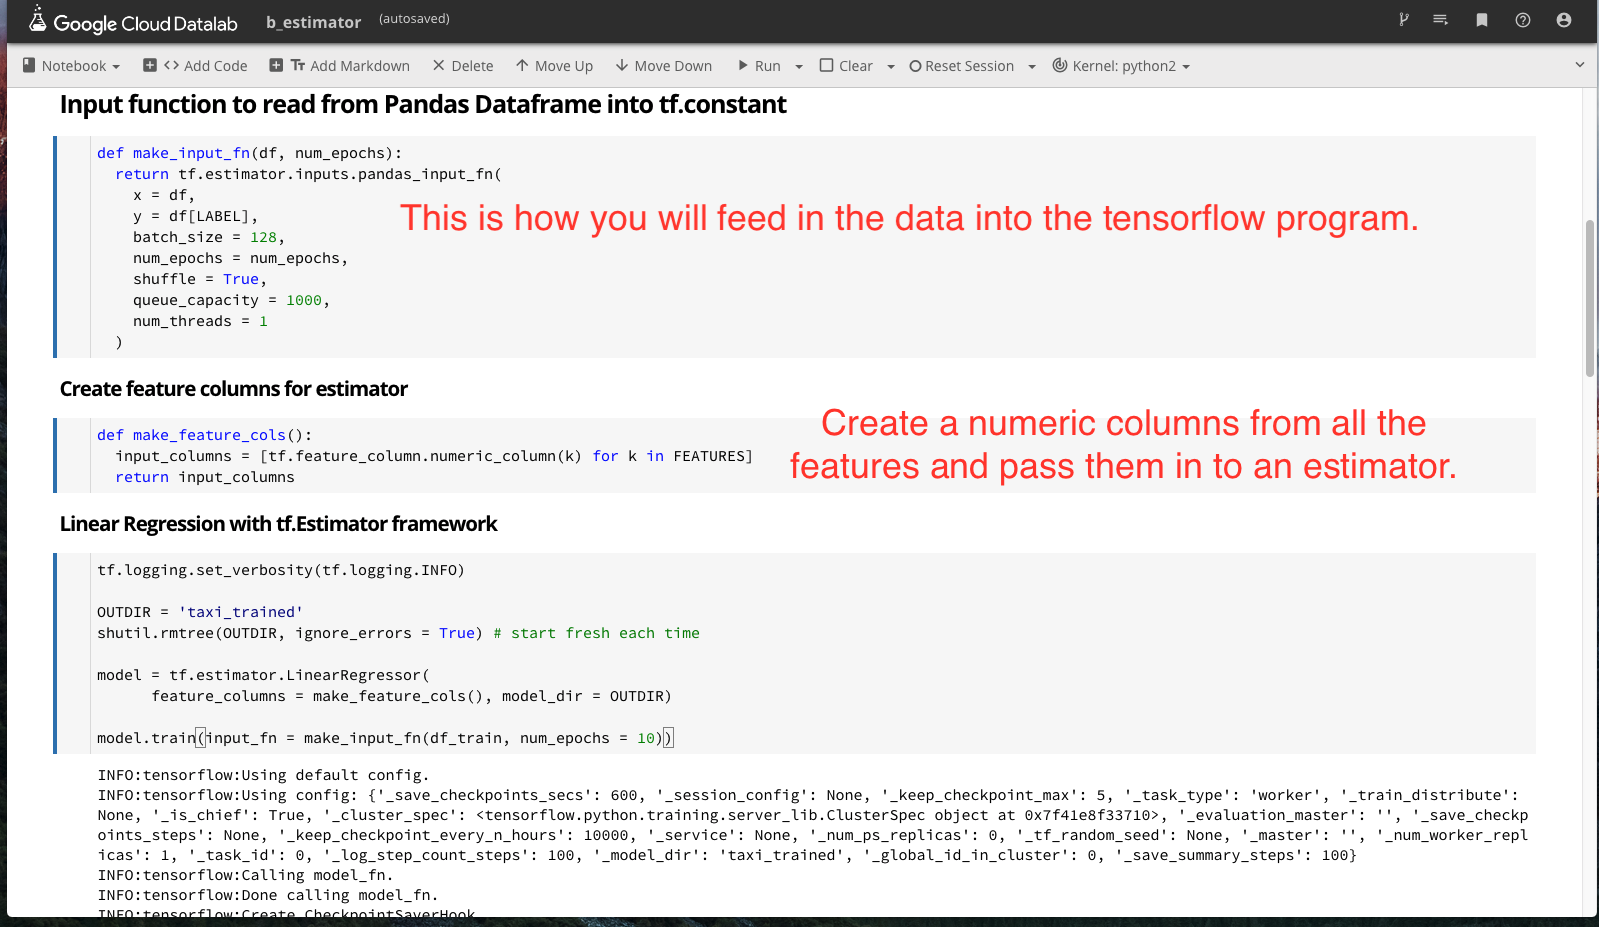 Google Cloud Datalab b_estimator (autosaved)
Notebook Add Code Tт Add Markdown Delete Move Up Move Down Run Clear Reset Session Kernel: python2
Input function to read from Pandas Dataframe into tf.constant
def make_input_fn(df, num_epochs):
return tf.estimator.inputs.pandas_input_fn(
x = df,
y = df[LABEL],
This is how you will feed in the data into the tensorflow program.
batch_size = 128,
num_epochs = num_epochs,
shuffle = True,
queue_capacity = 1000,
num_threads = 1
)
Create feature columns for estimator
def make_feature_cols():
input_columns = [tf.feature_column.numeric_column(k) for k in FEATURES]
return input_columns
Create a numeric columns from all the
features and pass them in to an estimator.
Linear Regression with tf.Estimator framework
tf.logging.set_verbosity(tf.logging.INFO)
OUTDIR = 'taxi_trained'
shutil.rmtree(OUTDIR, ignore_errors = True) # start fresh each time
model = tf.estimator.LinearRegressor(
feature_columns = make_feature_cols(), model_dir = OUTDIR)
model.train(input_fn = make_input_fn(df_train, num_epochs = 10))
INFO:tensorflow:Using default config.
INFO:tensorflow:Using config: {'_save_checkpoints_secs': 600, '_session_config': None, '_keep_checkpoint_max': 5, '_task_type': 'worker', '_train_distribute':
None, '_is_chief': True, '_cluster_spec': <tensorflow.python.training.server_lib.ClusterSpec object at 0x7f41e8f33710>, '_evaluation_master': '', '_save_checkp
oints_steps': None, '_keep_checkpoint_every_n_hours': 10000, '_service': None, '_num_ps_replicas': 0, '_tf_random_seed': None, '_master': '', '_num_worker_repl
icas': 1, '_task_id': 0, '_log_step_count_steps': 100, '_model_dir': 'taxi_trained', '_global_id_in_cluster': 0, '_save_summary_steps': 100}
INFO:tensorflow:Calling model_fn.
INFO:tensorflow:Done calling model_fn.
INFO:tensorflow:Create CheckpointSaverHook